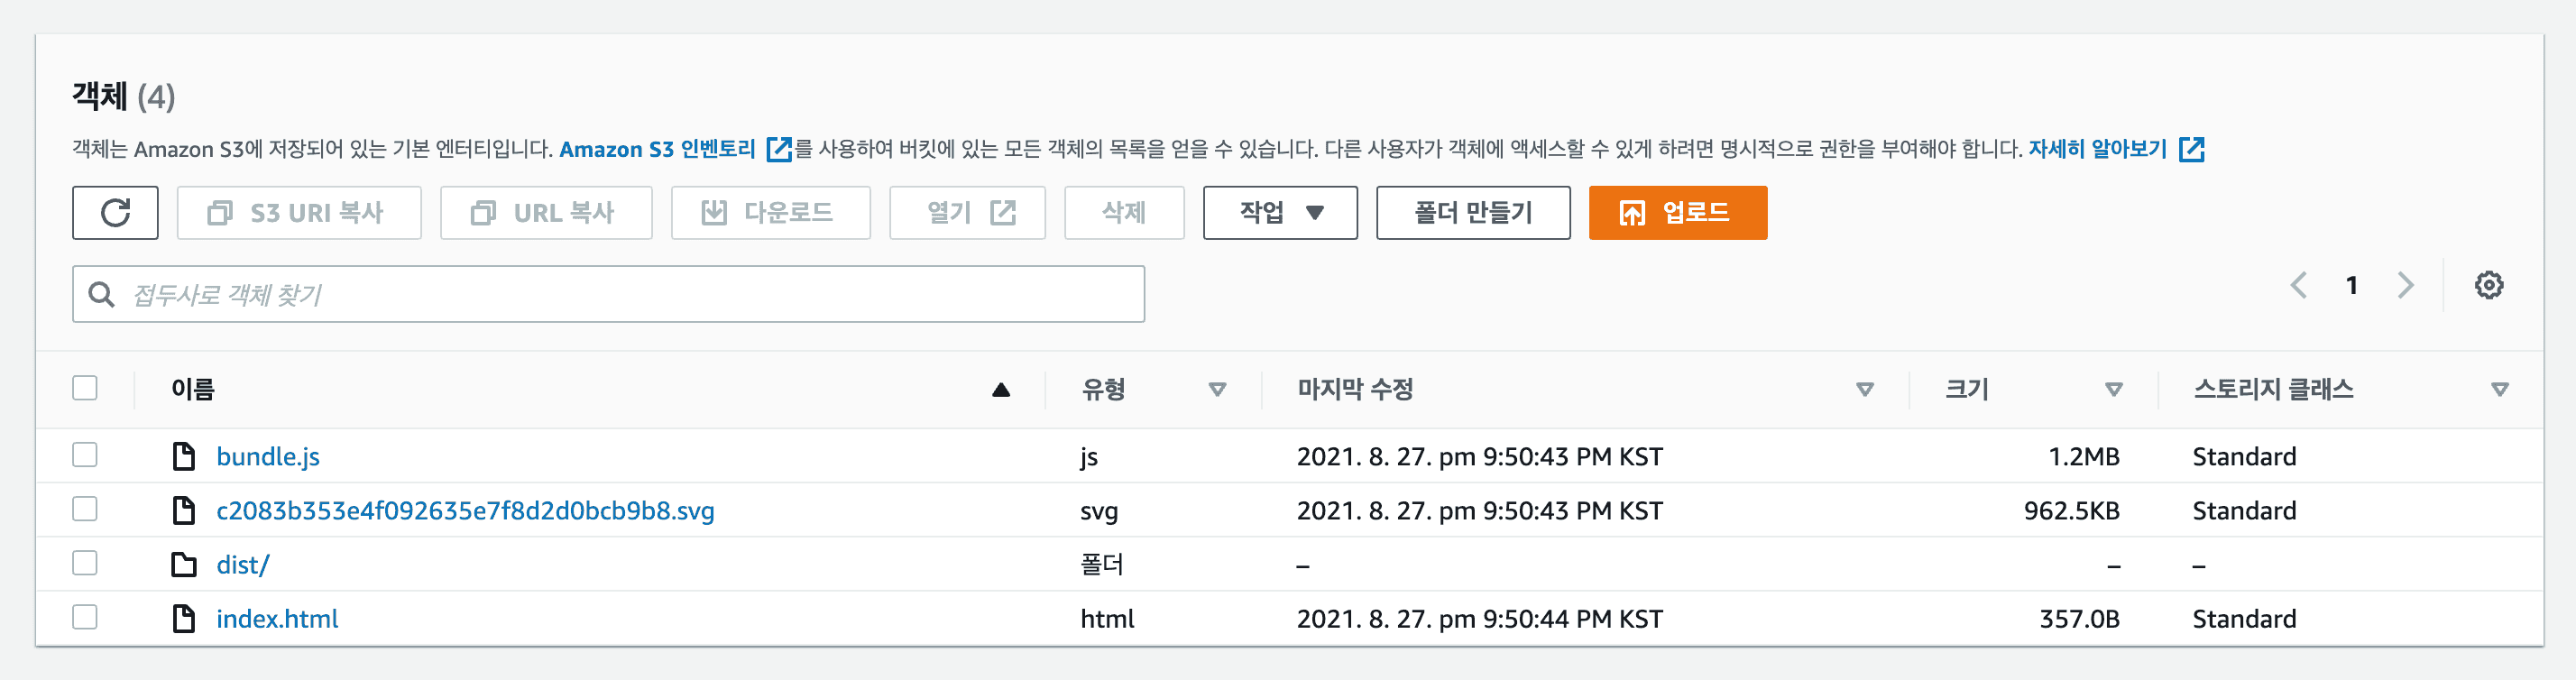 객체 (4)
객체는 Amazon S3에 저장되어 있는 기본 엔터티입니다. Amazon S3 인벤토리 를 사용하여 버킷에 있는 모든 객체의 목록을 얻을 수 있습니다. 다른 사용자가 객체에 액세스할 수 있게 하려면 명시적으로 권한을 부여해야 합니다. 자세히 알아보기
S3 URI 복사 URL 복사 다운로드 열기 삭제 작업 폴더 만들기 업로드
접두사로 객체 찾기 1
이름 유형 마지막 수정 크기 스토리지 클래스
bundle.js js 2021. 8. 27. pm 9:50:43 PM KST 1.2MB Standard
c2083b353e4f092635e7f8d2d0bcb9b8.svg svg 2021. 8. 27. pm 9:50:43 PM KST 962.5KB Standard
dist/ 폴더 – – –
index.html html 2021. 8. 27. pm 9:50:44 PM KST 357.0B Standard